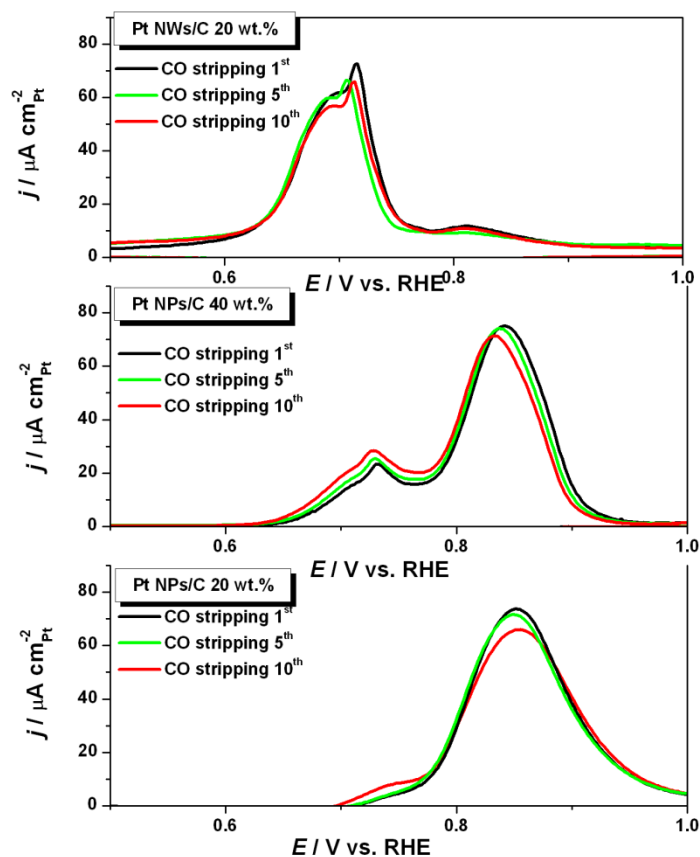 Pt NWs/C 20 wt.%
CO stripping 1st
CO stripping 5th
CO stripping 10th
80
60
40
20
0
j / μA cm-2Pt
0.6
0.8
1.0
E / V vs. RHE
Pt NPs/C 40 wt.%
CO stripping 1st
CO stripping 5th
CO stripping 10th
80
60
40
20
0
j / μA cm-2Pt
0.6
0.8
1.0
E / V vs. RHE
Pt NPs/C 20 wt.%
CO stripping 1st
CO stripping 5th
CO stripping 10th
80
60
40
20
0
j / μA cm-2Pt
0.6
0.8
1.0
E / V vs. RHE